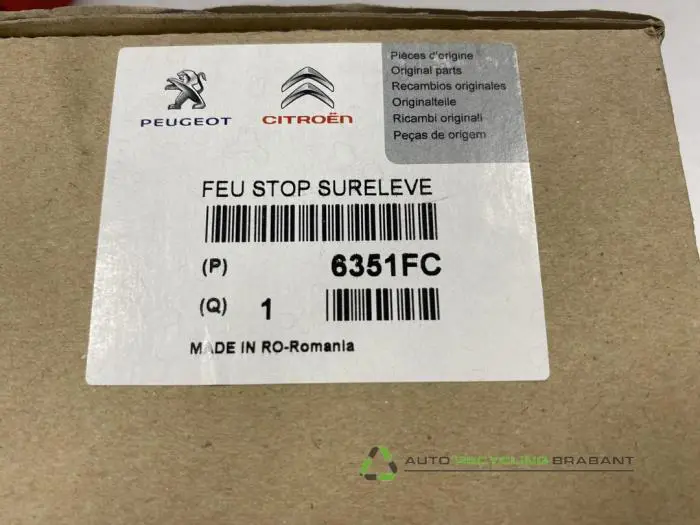 PEUGEOT
CITROËN
Pièces d'origine
Original parts
Recambios originales
Originalteile
Ricambi originali
Peças de origem
FEU STOP SURELEVE
(P) 6351FC
(Q) 1
MADE IN RO-Romania
AUTO RECYCLING BRABANT